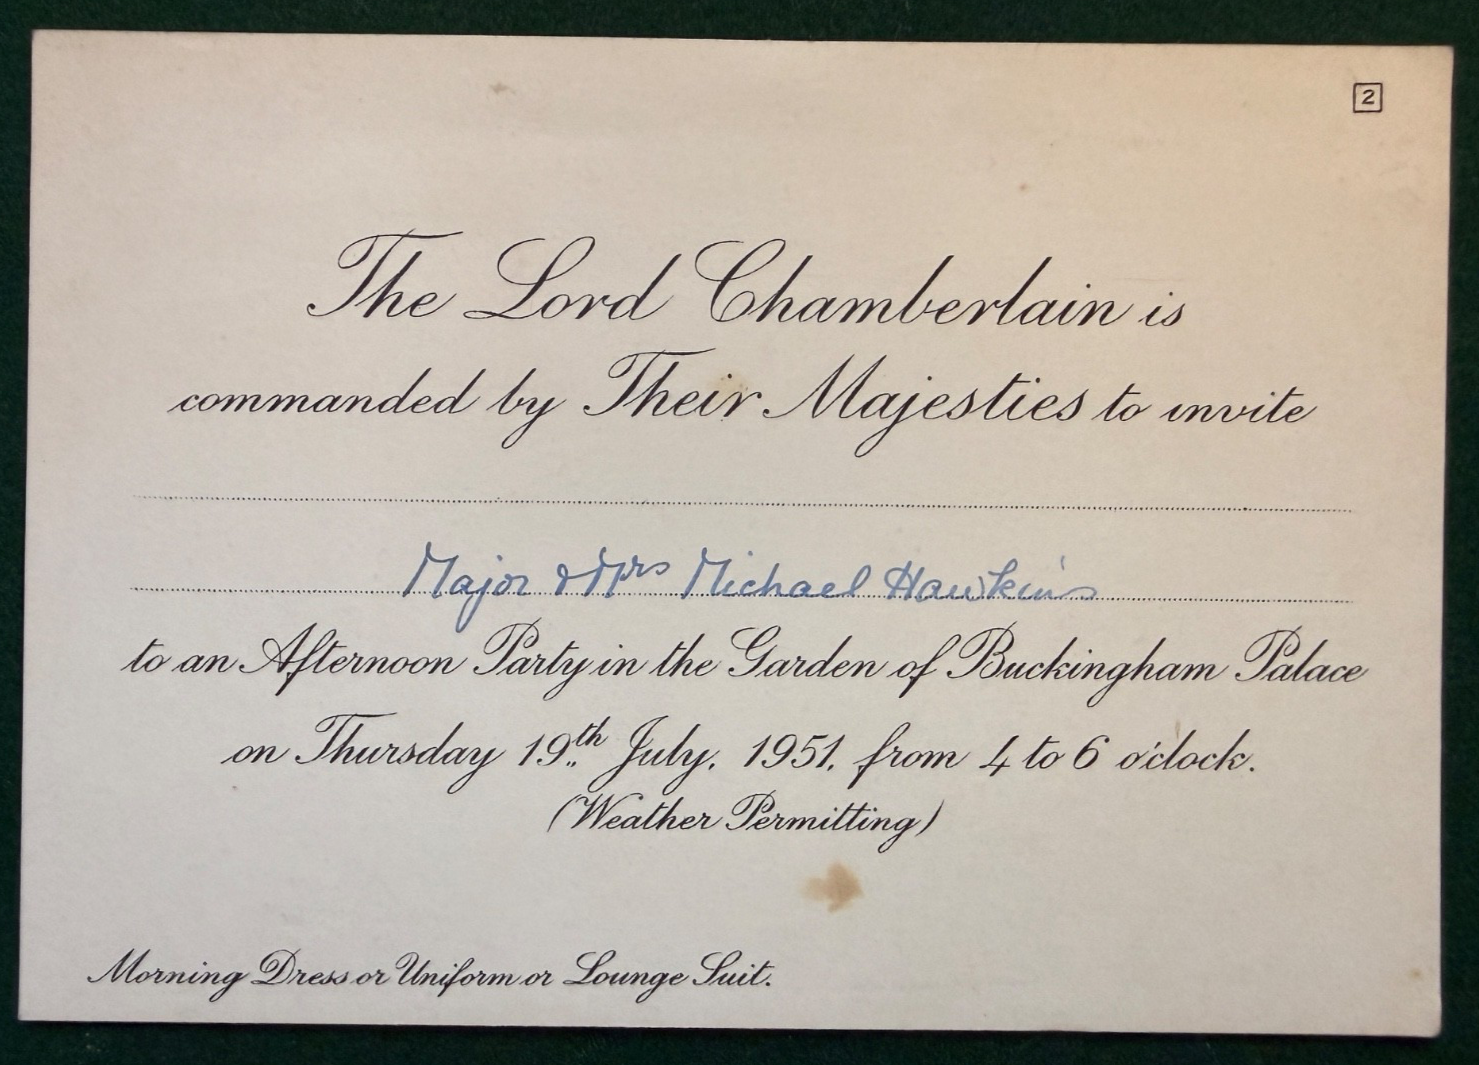 2
The Lord Chamberlain is
commanded by Their Majesties to invite
Major & Mrs Michael Hawkins
to an Afternoon Party in the Garden of Buckingham Palace
on Thursday 19th July, 1951, from 4 to 6 o'clock.
(Weather Permitting)
Morning Dress or Uniform or Lounge Suit.